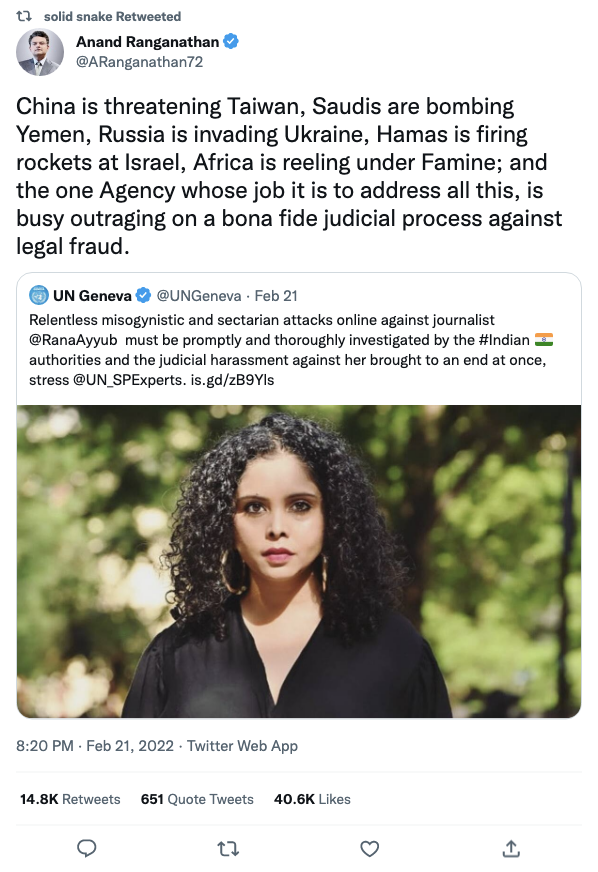 solid snake Retweeted
Anand Ranganathan
@ARanganathan72
China is threatening Taiwan, Saudis are bombing
Yemen, Russia is invading Ukraine, Hamas is firing
rockets at Israel, Africa is reeling under Famine; and
the one Agency whose job it is to address all this, is
busy outraging on a bona fide judicial process against
legal fraud.
UN Geneva @UNGeneva · Feb 21
Relentless misogynistic and sectarian attacks online against journalist
@RanaAyyub must be promptly and thoroughly investigated by the #Indian 🇮🇳
authorities and the judicial harassment against her brought to an end at once,
stress @UN_SPExperts. is.gd/zB9Yls
8:20 PM · Feb 21, 2022 · Twitter Web App
14.8K Retweets 651 Quote Tweets 40.6K Likes